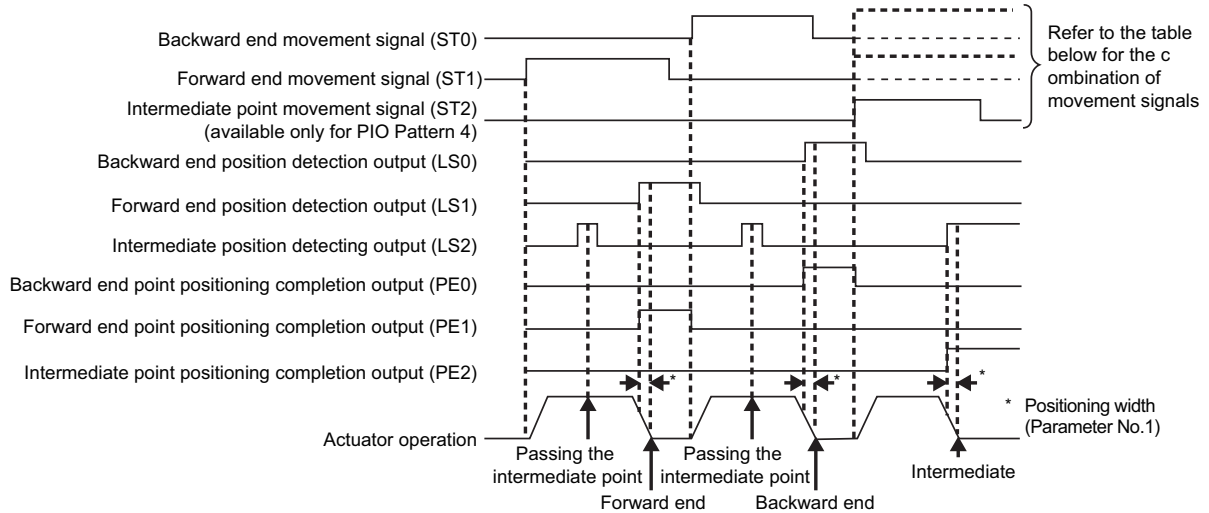 Backward end movement signal (ST0)
Forward end movement signal (ST1)
Intermediate point movement signal (ST2)
(available only for PIO Pattern 4)
Refer to the table
below for the c
ombination of
movement signals
Backward end position detection output (LS0)
Forward end position detection output (LS1)
Intermediate position detecting output (LS2)
Backward end point positioning completion output (PE0)
Forward end point positioning completion output (PE1)
Intermediate point positioning completion output (PE2)
*
*
*
* Positioning width
(Parameter No.1)
Actuator operation
Passing the
intermediate point
Forward end
Passing the
intermediate point
Backward end
Intermediate